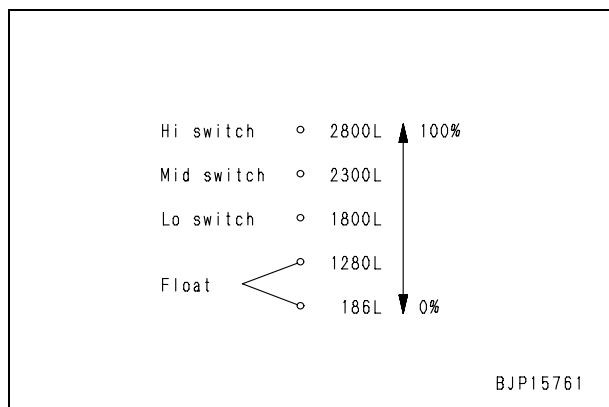 Hi switch 2800L 100%
Mid switch 2300L
Lo switch 1800L
1280L
Float
186L 0%
BJP15761